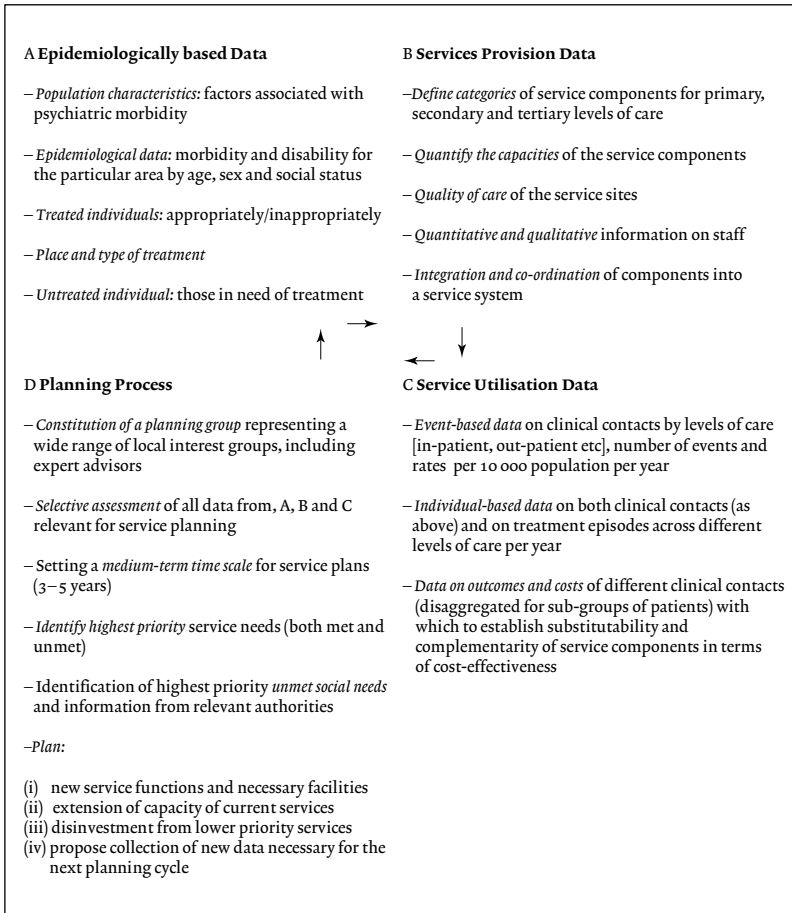 A Epidemiologically based Data
– Population characteristics: factors associated with
psychiatric morbidity
– Epidemiological data: morbidity and disability for
the particular area by age, sex and social status
– Treated individuals: appropriately/inappropriately
– Place and type of treatment
– Untreated individual: those in need of treatment
B Services Provision Data
–Define categories of service components for primary,
secondary and tertiary levels of care
– Quantify the capacities of the service components
– Quality of care of the service sites
– Quantitative and qualitative information on staff
– Integration and co-ordination of components into
a service system
D Planning Process
– Constitution of a planning group representing a
wide range of local interest groups, including
expert advisors
– Selective assessment of all data from, A, B and C
relevant for service planning
– Setting a medium-term time scale for service plans
(3–5 years)
– Identify highest priority service needs (both met and
unmet)
– Identification of highest priority unmet social needs
and information from relevant authorities
–Plan:
(i) new service functions and necessary facilities
(ii) extension of capacity of current services
(iii) disinvestment from lower priority services
(iv) propose collection of new data necessary for the
next planning cycle
C Service Utilisation Data
– Event-based data on clinical contacts by levels of care
[in-patient, out-patient etc], number of events and
rates per 10 000 population per year
– Individual-based data on both clinical contacts (as
above) and on treatment episodes across different
levels of care per year
– Data on outcomes and costs of different clinical contacts
(disaggregated for sub-groups of patients) with
which to establish substitutability and
complementarity of service components in terms
of cost-effectiveness